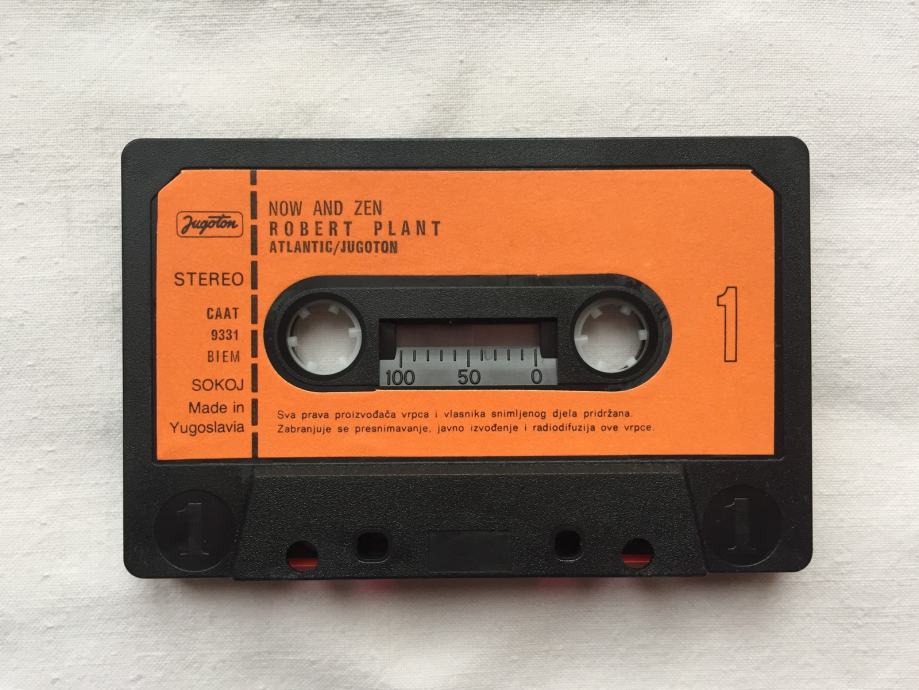 Jugoton
STEREO
CAAT
9331
BIEM
SOKOJ
Made in
Yugoslavia
NOW AND ZEN
ROBERT PLANT
ATLANTIC/JUGOTON
1
100 50 0
Sva prava proizvođača vrpca i vlasnika snimljenog djela pridržana.
Zabranjuje se presnimavanje, javno izvođenje i radiodifuzija ove vrpce.
1 1